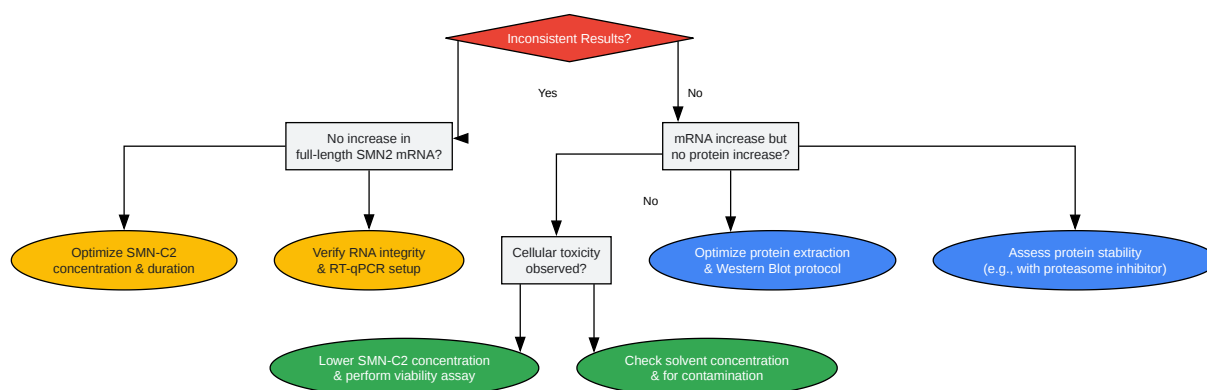 Inconsistent Results?
Yes
No
No increase in
full-length SMN2 mRNA?
mRNA increase but
no protein increase?
No
Optimize SMN-C2
concentration & duration
Verify RNA integrity
& RT-qPCR setup
Cellular toxicity
observed?
Optimize protein extraction
& Western Blot protocol
Assess protein stability
(e.g., with proteasome inhibitor)
Lower SMN-C2 concentration
& perform viability assay
Check solvent concentration
& for contamination